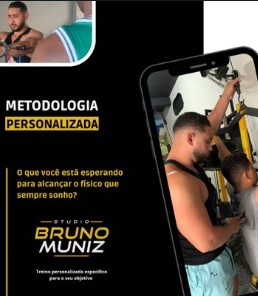 METODOLOGIA
PERSONALIZADA
O que você está esperando
para alcançar o físico que
sempre sonho?
STUDIO
BRUNO
MUNIZ
Treino personalizado específico
para o seu objetivo